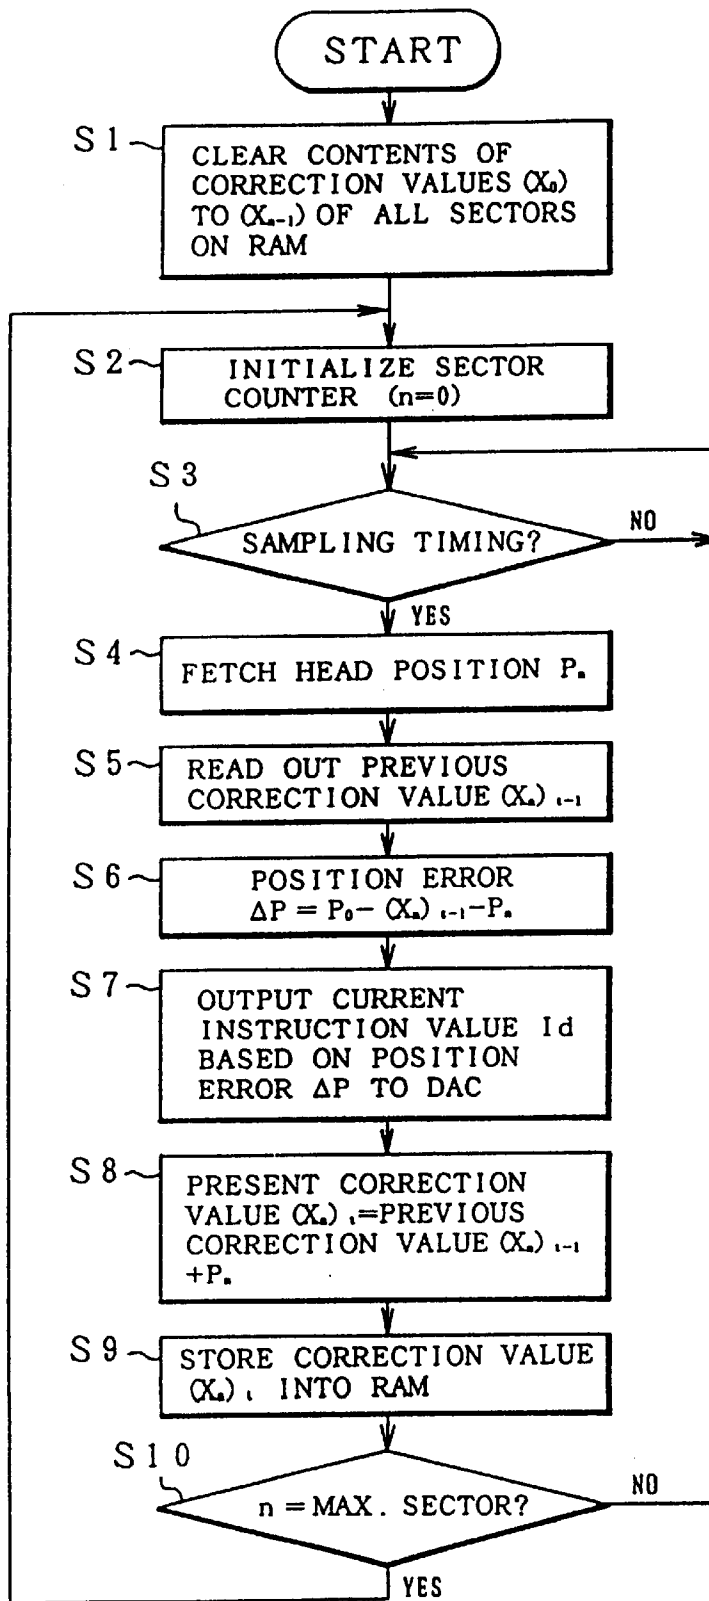 START
S1
CLEAR CONTENTS OF
CORRECTION VALUES (X₀)
TO (Xₙ₋₁) OF ALL SECTORS
ON RAM
S2
INITIALIZE SECTOR
COUNTER (n=0)
S3
SAMPLING TIMING?
NO
YES
S4
FETCH HEAD POSITION Pₙ
S5
READ OUT PREVIOUS
CORRECTION VALUE (Xₙ)ₜ₋₁
S6
POSITION ERROR
ΔP = P₀ - (Xₙ)ₜ₋₁ - Pₙ
S7
OUTPUT CURRENT
INSTRUCTION VALUE Id
BASED ON POSITION
ERROR ΔP TO DAC
S8
PRESENT CORRECTION
VALUE (Xₙ)ₜ=PREVIOUS
CORRECTION VALUE (Xₙ)ₜ₋₁
+Pₙ
S9
STORE CORRECTION VALUE
(Xₙ)ₜ INTO RAM
S10
n = MAX. SECTOR?
NO
YES